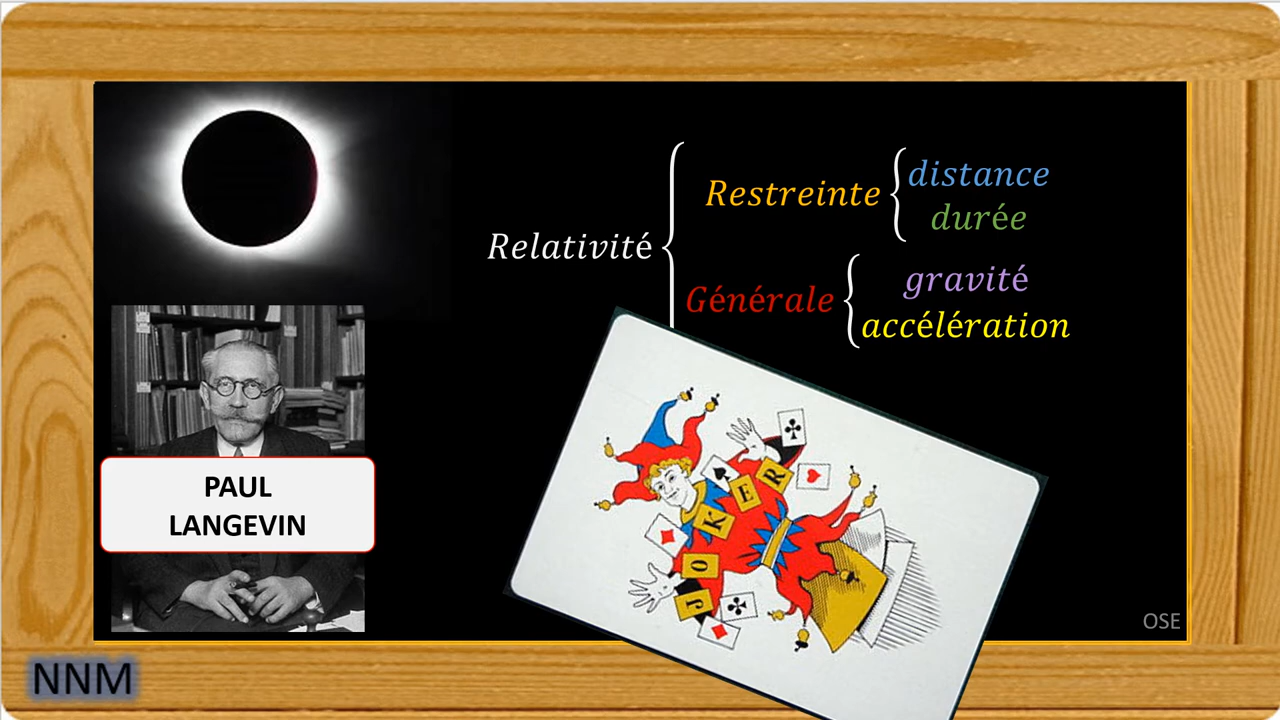 Relativité
Restreinte
distance
durée
Générale
gravité
accélération
PAUL
LANGEVIN
JOKER
OSE
NNM